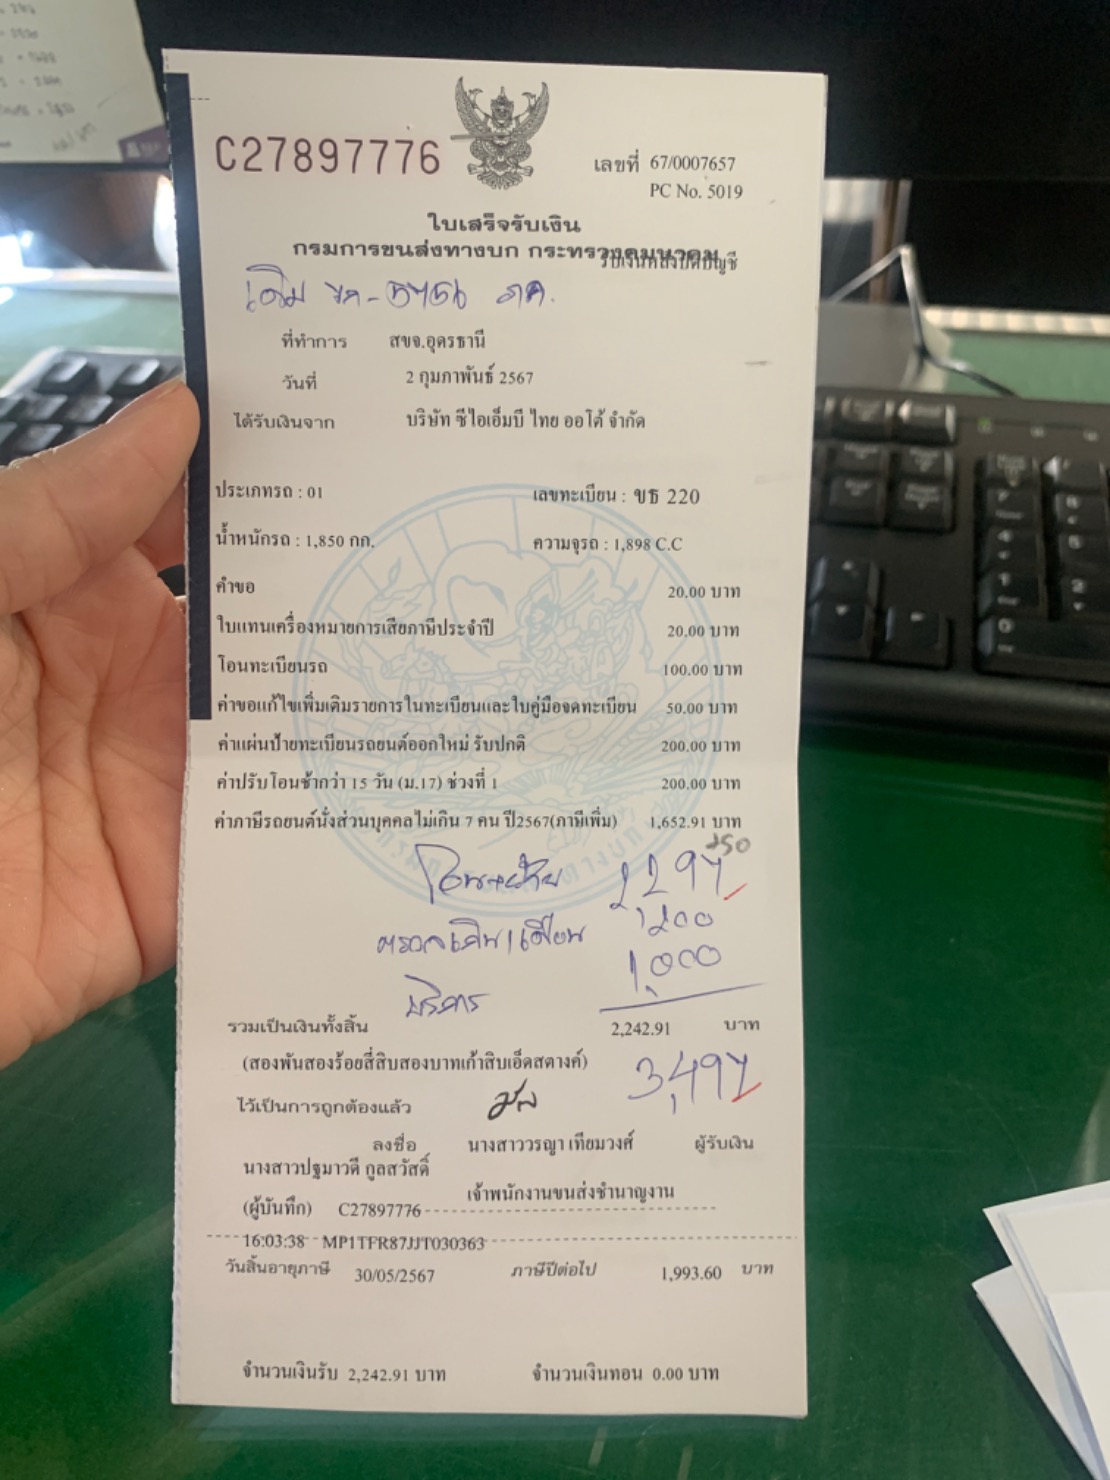 C27897776
เลขที่ 67/0007657
PC No. 5019
ใบเสร็จรับเงิน
กรมการขนส่งทางบก กระทรวงคมนาคม
รับเงินหลังปิดบัญชี
เดิม
ที่ทำการ สขจ.อุดรธานี
วันที่ 2 กุมภาพันธ์ 2567
ได้รับเงินจาก บริษัท ซีไอเอ็มบี ไทย ออโต้ จำกัด
ประเภทรถ : 01 เลขทะเบียน : ขธ 220
น้ำหนักรถ : 1,850 กก. ความจุรถ : 1,898 C.C
คำขอ 20.00 บาท
ใบแทนเครื่องหมายการเสียภาษีประจำปี 20.00 บาท
โอนทะเบียนรถ 100.00 บาท
ค่าขอแก้ไขเพิ่มเติมรายการในทะเบียนและใบคู่มือจดทะเบียน 50.00 บาท
ค่าแผ่นป้ายทะเบียนรถยนต์ออกใหม่ รับปกติ 200.00 บาท
ค่าปรับโอนช้ากว่า 15 วัน (ม.17) ช่วงที่ 1 200.00 บาท
ค่าภาษีรถยนต์นั่งส่วนบุคคลไม่เกิน 7 คน ปี2567(ภาษีเพิ่ม) 1,652.91 บาท
250
2,297
1,200
บริการ 1,000
รวมเป็นเงินทั้งสิ้น 2,242.91 บาท
(สองพันสองร้อยสี่สิบสองบาทเก้าสิบเอ็ดสตางค์)
3,497
ไว้เป็นการถูกต้องแล้ว
ลงชื่อ นางสาววรญา เทียมวงศ์ ผู้รับเงิน
นางสาวปฐมาวดี กูลสวัสดิ์
เจ้าพนักงานขนส่งชำนาญงาน
(ผู้บันทึก) C27897776
16:03:38 MP1TFR87JJT030363
วันสิ้นอายุภาษี 30/05/2567 ภาษีปีต่อไป 1,993.60 บาท
จำนวนเงินรับ 2,242.91 บาท จำนวนเงินทอน 0.00 บาท